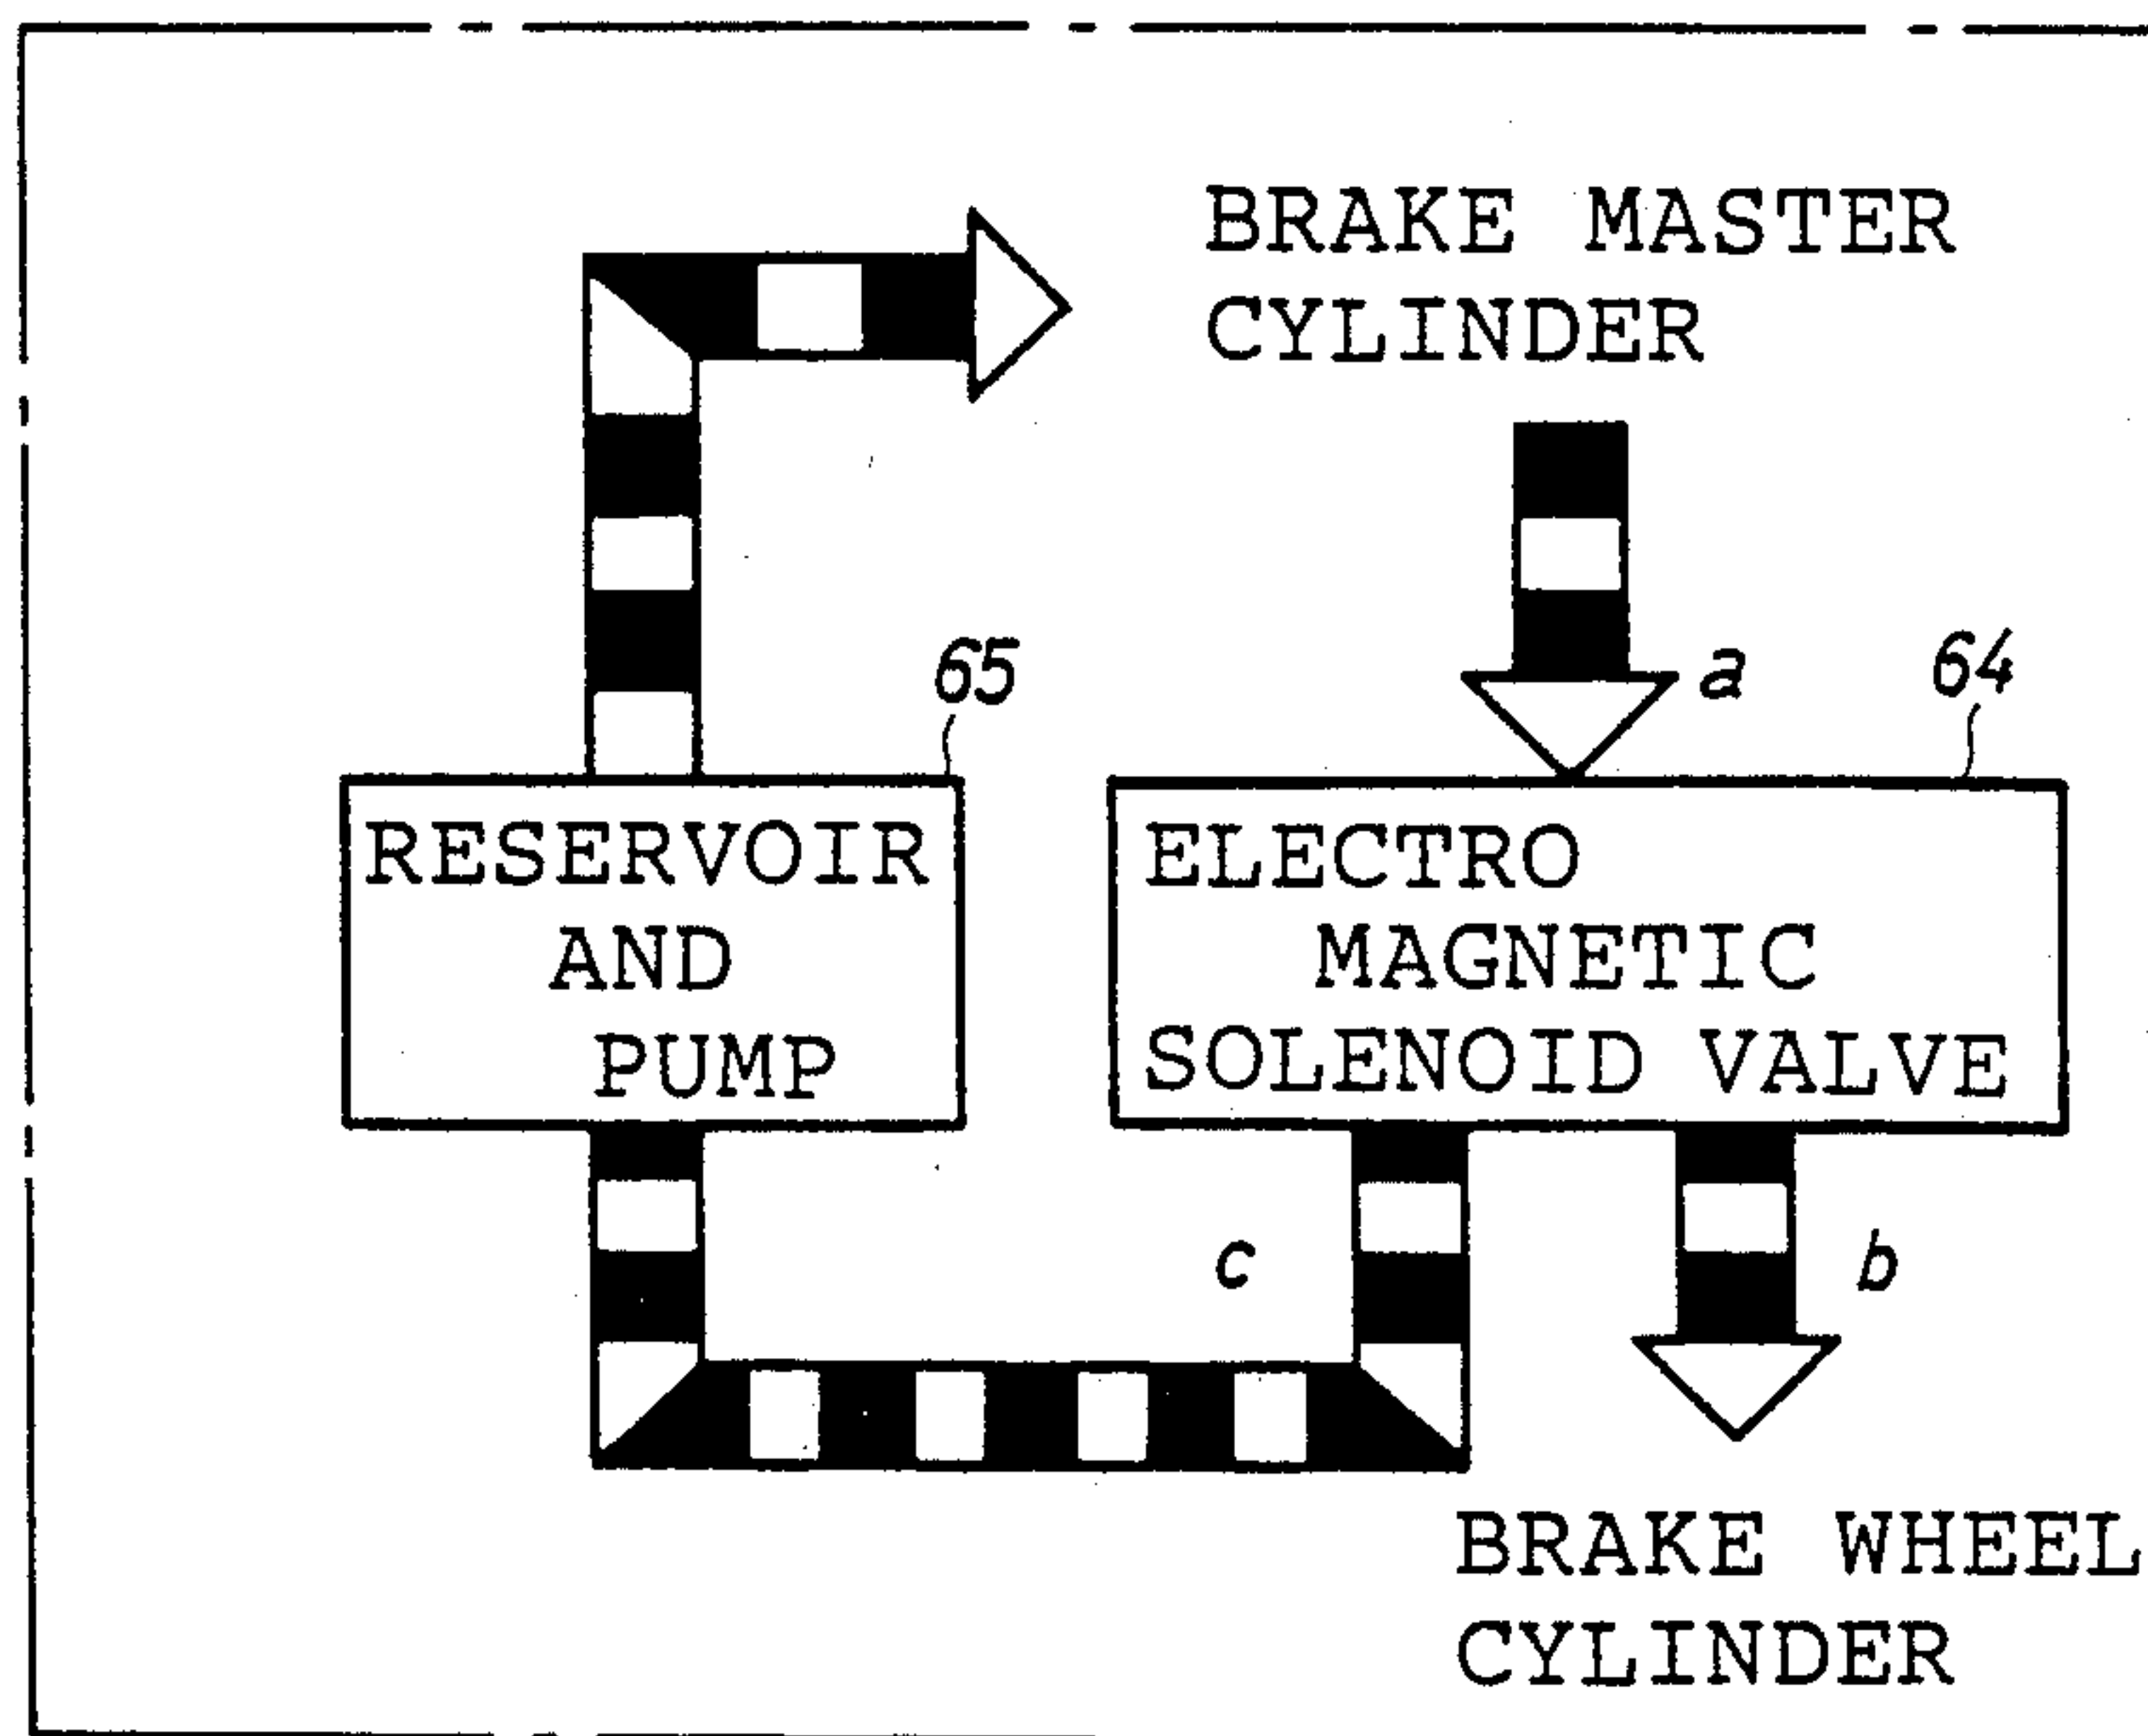 BRAKE MASTER
CYLINDER
65
a
64
RESERVOIR
AND
PUMP
ELECTRO
MAGNETIC
SOLENOID VALVE
c
b
BRAKE WHEEL
CYLINDER